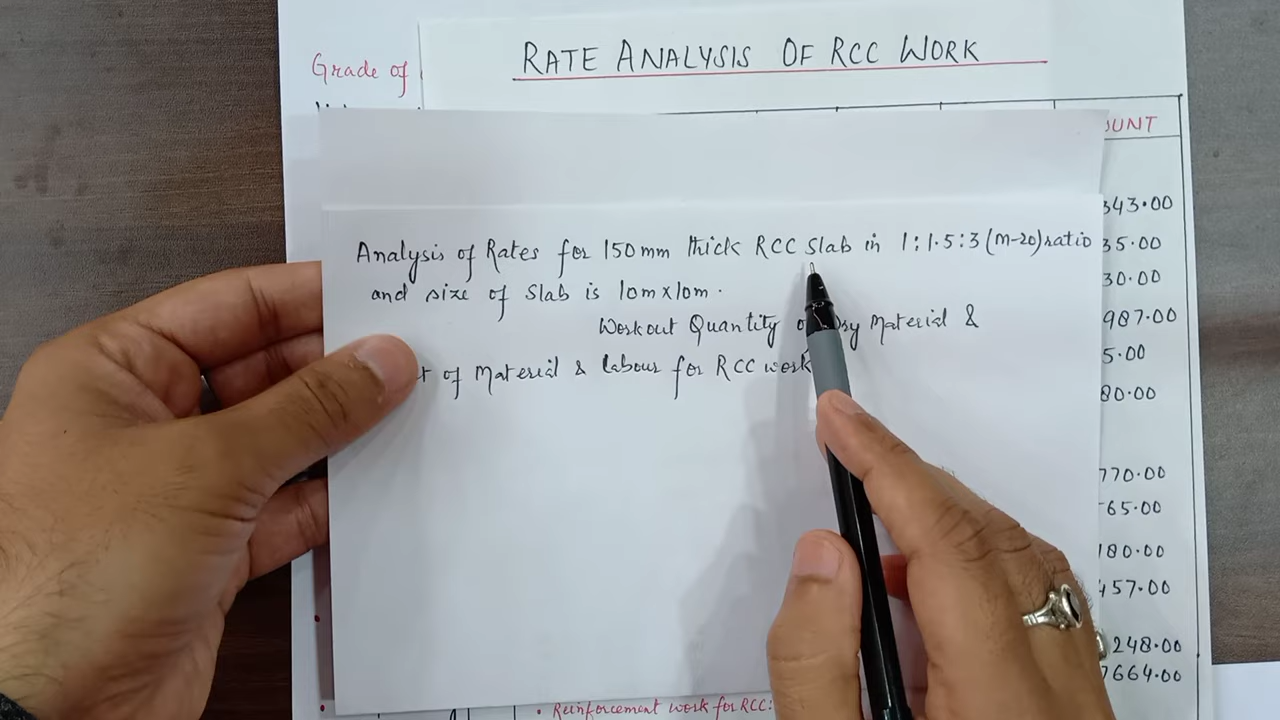 RATE ANALYSIS OF RCC WORK
Grade of
Analysis of Rates for 150mm thick RCC Slab in 1:1.5:3 (M-20) ratio
and size of Slab is 10m x 10m.
Workout Quantity Dry Material &
of Material & labour for RCC work
OUNT
343.00
35.00
30.00
987.00
5.00
80.00
770.00
65.00
180.00
457.00
248.00
7664.00
• Reinforcement work for RCC: